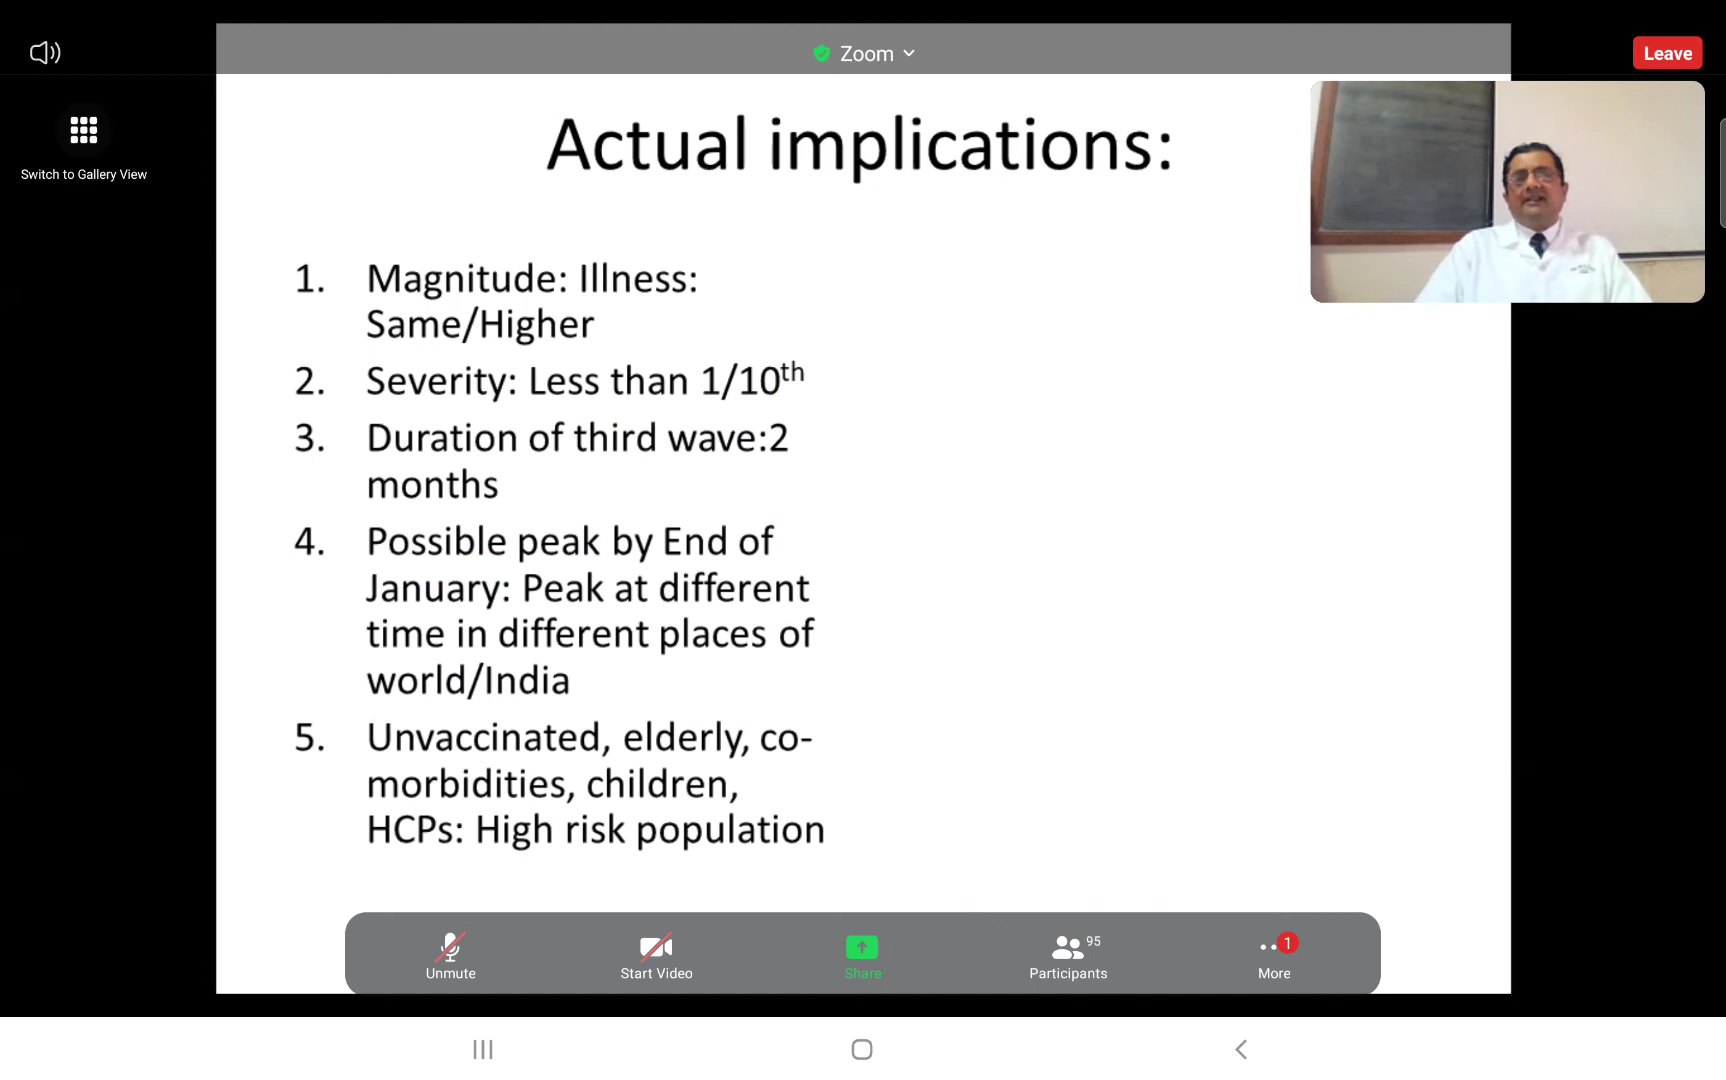 Zoom
Leave
Switch to Gallery View
Actual implications:
1. Magnitude: Illness:
Same/Higher
2. Severity: Less than 1/10th
3. Duration of third wave:2
months
4. Possible peak by End of
January: Peak at different
time in different places of
world/India
5. Unvaccinated, elderly, co-
morbidities, children,
HCPs: High risk population
Unmute
Start Video
Share
95
Participants
1
More